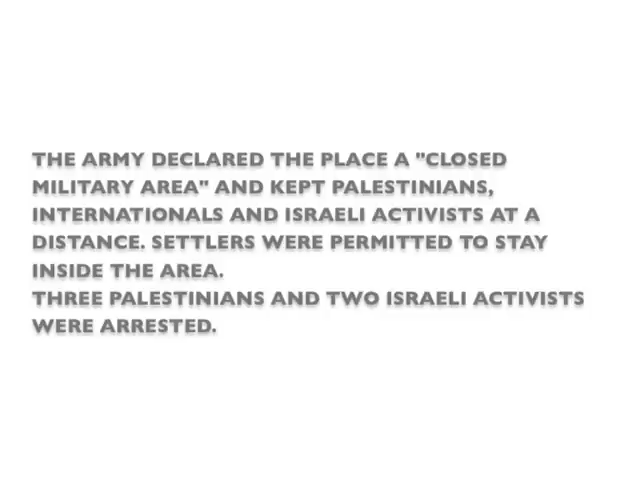 THE ARMY DECLARED THE PLACE A "CLOSED
MILITARY AREA" AND KEPT PALESTINIANS,
INTERNATIONALS AND ISRAELI ACTIVISTS AT A
DISTANCE. SETTLERS WERE PERMITTED TO STAY
INSIDE THE AREA.
THREE PALESTINIANS AND TWO ISRAELI ACTIVISTS
WERE ARRESTED.